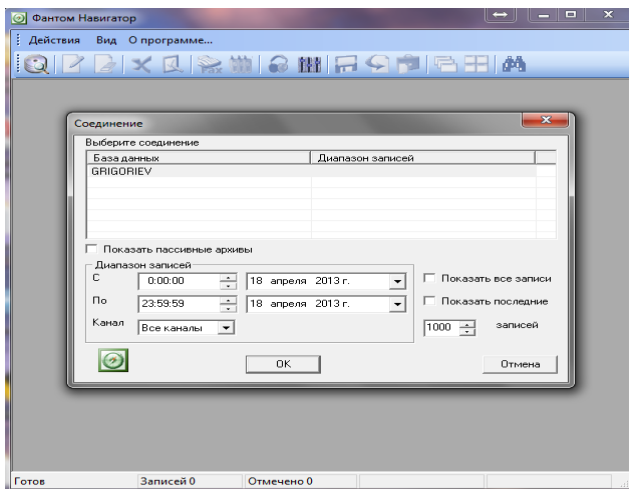 Фантом Навигатор
Действия Вид О программе...
PBX
Соединение
Выберите соединение
База данных Диапазон записей
GRIGORIEV
Показать пассивные архивы
Диапазон записей
С 0:00:00 18 апреля 2013 г. Показать все записи
По 23:59:59 18 апреля 2013 г. Показать последние
Канал Все каналы 1000 записей
OK Отмена
Готов Записей 0 Отмечено 0